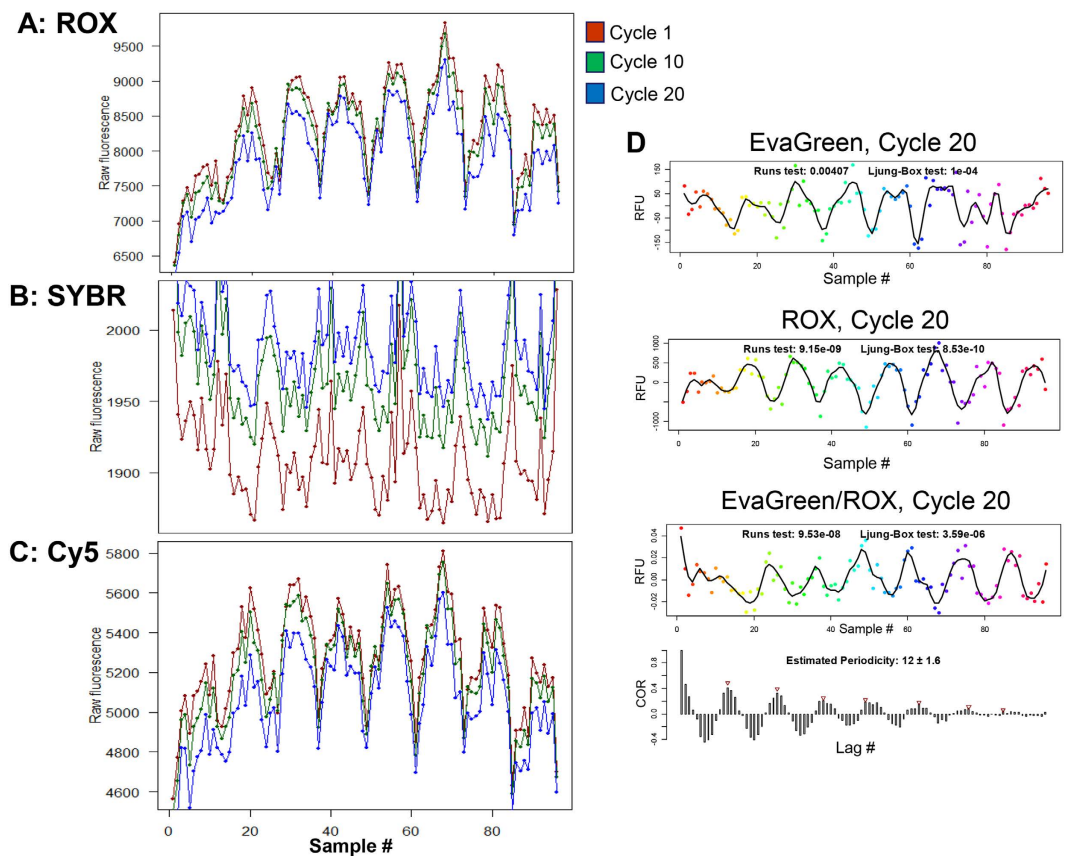 A: ROX
Raw fluorescence
9500
9000
8500
8000
7500
7000
6500
Cycle 1
Cycle 10
Cycle 20
B: SYBR
Raw fluorescence
2000
1950
1900
C: Cy5
Raw fluorescence
5800
5600
5400
5200
5000
4800
4600
0 20 40 60 80
Sample #
D
EvaGreen, Cycle 20
Runs test: 0.00407 Ljung-Box test: 1e-04
RFU
150
50
-50
-150
0 20 40 60 80
Sample #
ROX, Cycle 20
Runs test: 9.15e-09 Ljung-Box test: 8.53e-10
RFU
1000
500
0
-1000
0 20 40 60 80
Sample #
EvaGreen/ROX, Cycle 20
Runs test: 9.53e-08 Ljung-Box test: 3.59e-06
RFU
0.04
0.02
0.00
-0.02
0 20 40 60 80
Sample #
Estimated Periodicity: 12 ± 1.6
COR
0.8
0.4
0.0
-0.4
Lag #